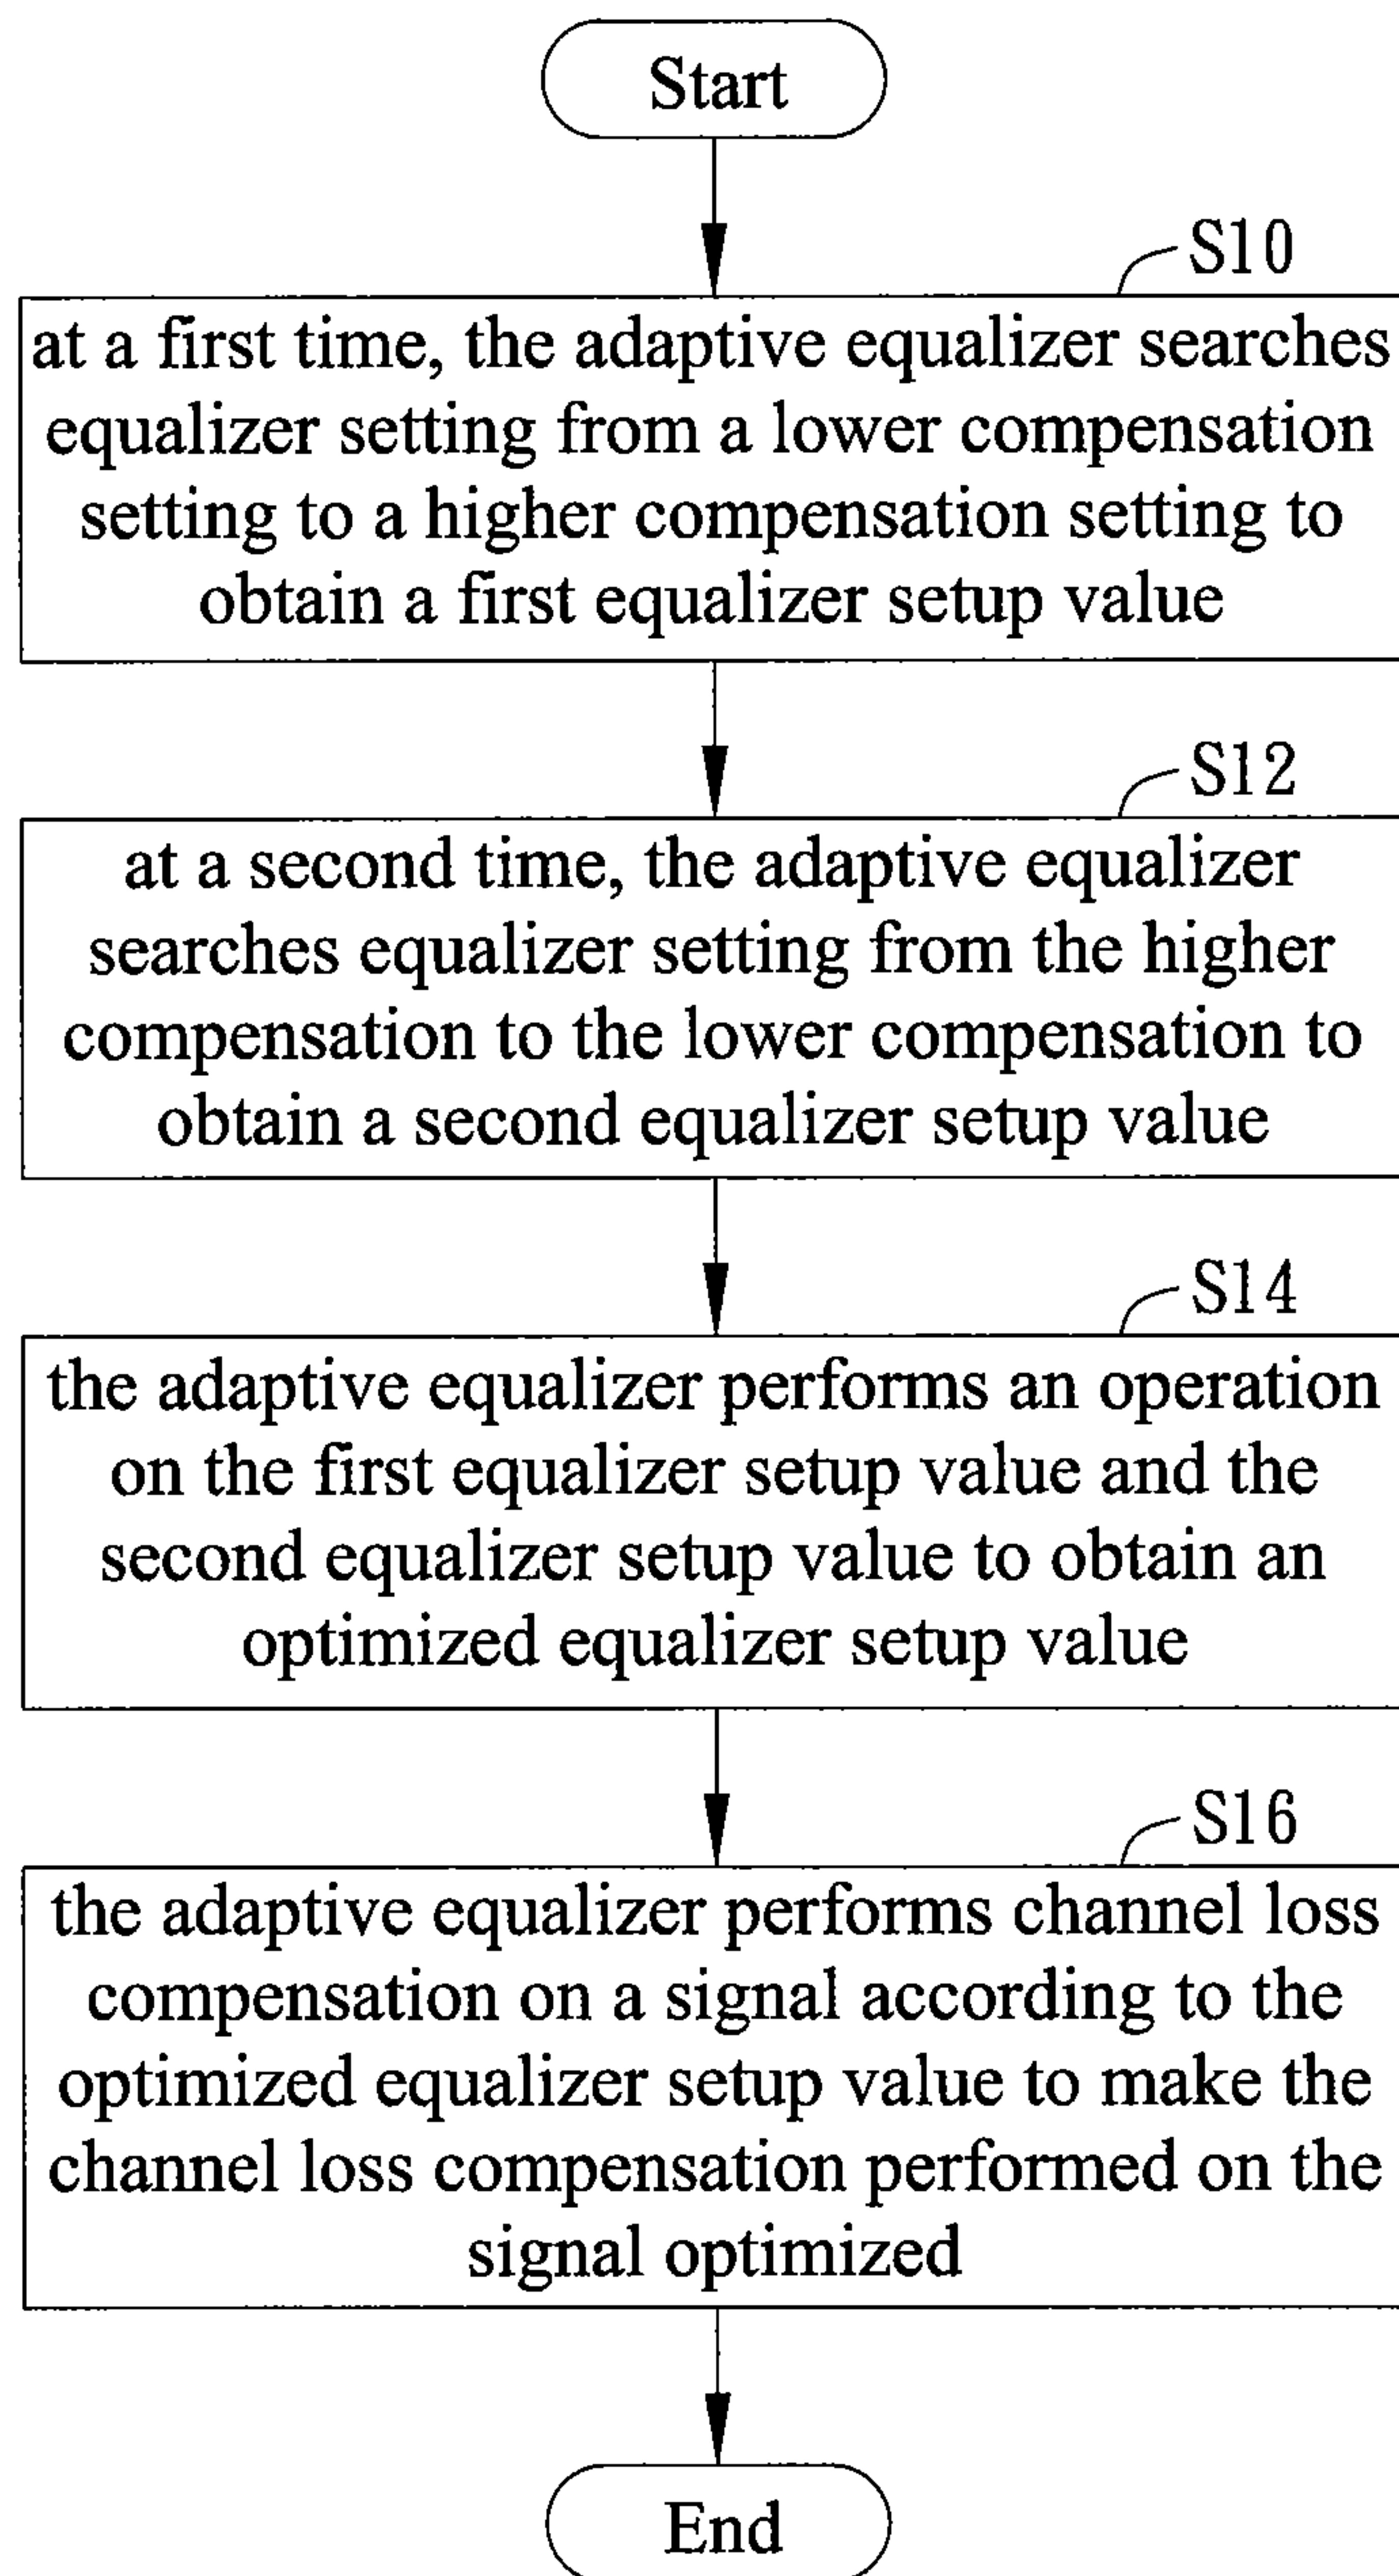 Start
S10
at a first time, the adaptive equalizer searches
equalizer setting from a lower compensation
setting to a higher compensation setting to
obtain a first equalizer setup value
S12
at a second time, the adaptive equalizer
searches equalizer setting from the higher
compensation to the lower compensation to
obtain a second equalizer setup value
S14
the adaptive equalizer performs an operation
on the first equalizer setup value and the
second equalizer setup value to obtain an
optimized equalizer setup value
S16
the adaptive equalizer performs channel loss
compensation on a signal according to the
optimized equalizer setup value to make the
channel loss compensation performed on the
signal optimized
End